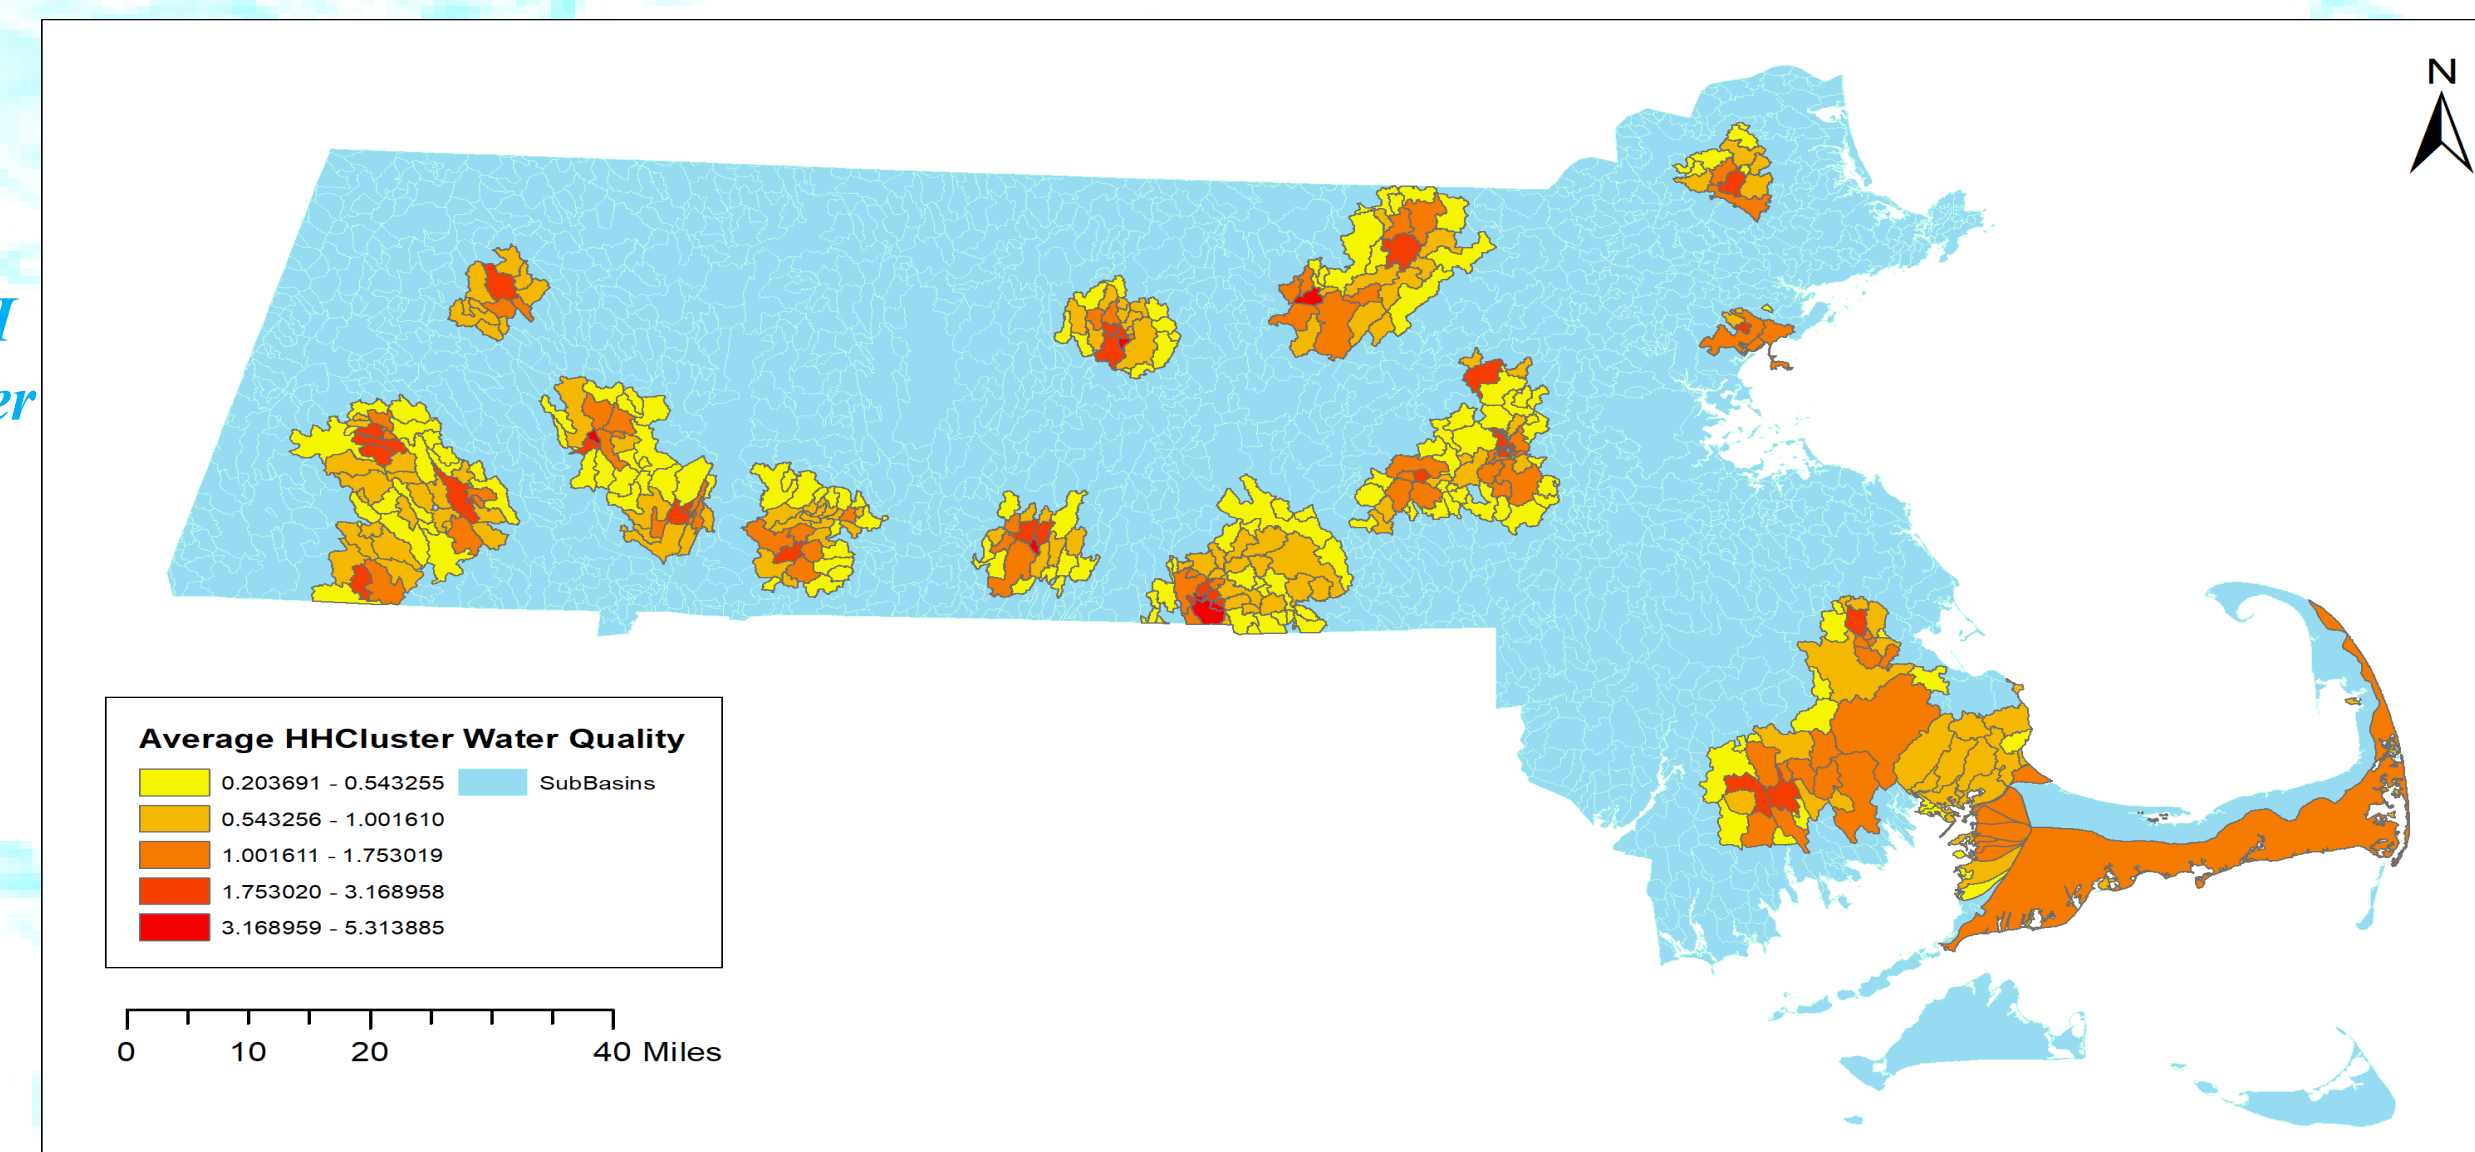 N
er
Average HHCluster Water Quality
0.203691 - 0.543255 SubBasins
0.543256 - 1.001610
1.001611 - 1.753019
1.753020 - 3.168958
3.168959 - 5.313885
0 10 20 40 Miles